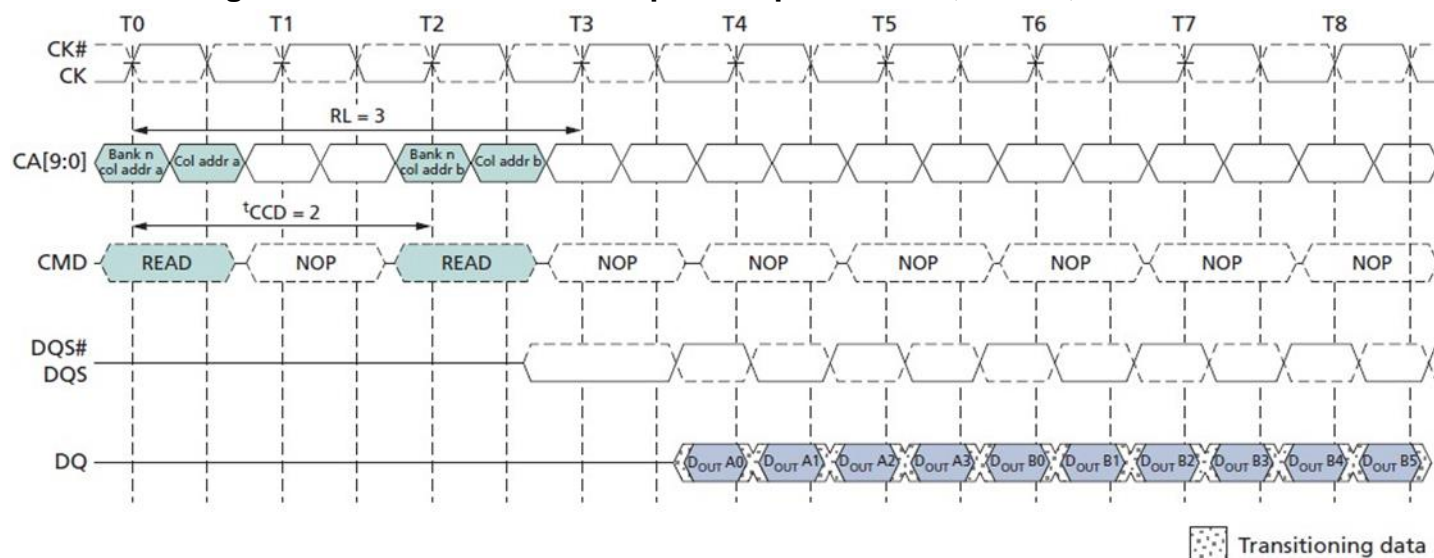 T0 T1 T2 T3 T4 T5 T6 T7 T8
CK#
CK
RL = 3
CA[9:0] Bank n col addr a Col addr a Bank n col addr b Col addr b
tCCD = 2
CMD READ NOP READ NOP NOP NOP NOP NOP NOP
DQS#
DQS
DQ DOUT A0 DOUT A1 DOUT A2 DOUT A3 DOUT B0 DOUT B1 DOUT B2 DOUT B3 DOUT B4 DOUT B5
Transitioning data